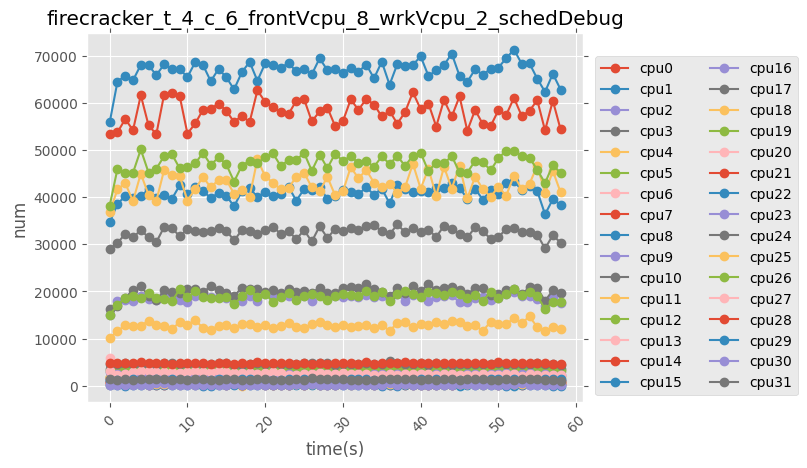 firecracker_t_4_c_6_frontVcpu_8_wrkVcpu_2_schedDebug
70000
60000
50000
40000
30000
20000
10000
0
num
0
10
20
30
40
50
60
time(s)
cpu0
cpu1
cpu2
cpu3
cpu4
cpu5
cpu6
cpu7
cpu8
cpu9
cpu10
cpu11
cpu12
cpu13
cpu14
cpu15
cpu16
cpu17
cpu18
cpu19
cpu20
cpu21
cpu22
cpu23
cpu24
cpu25
cpu26
cpu27
cpu28
cpu29
cpu30
cpu31